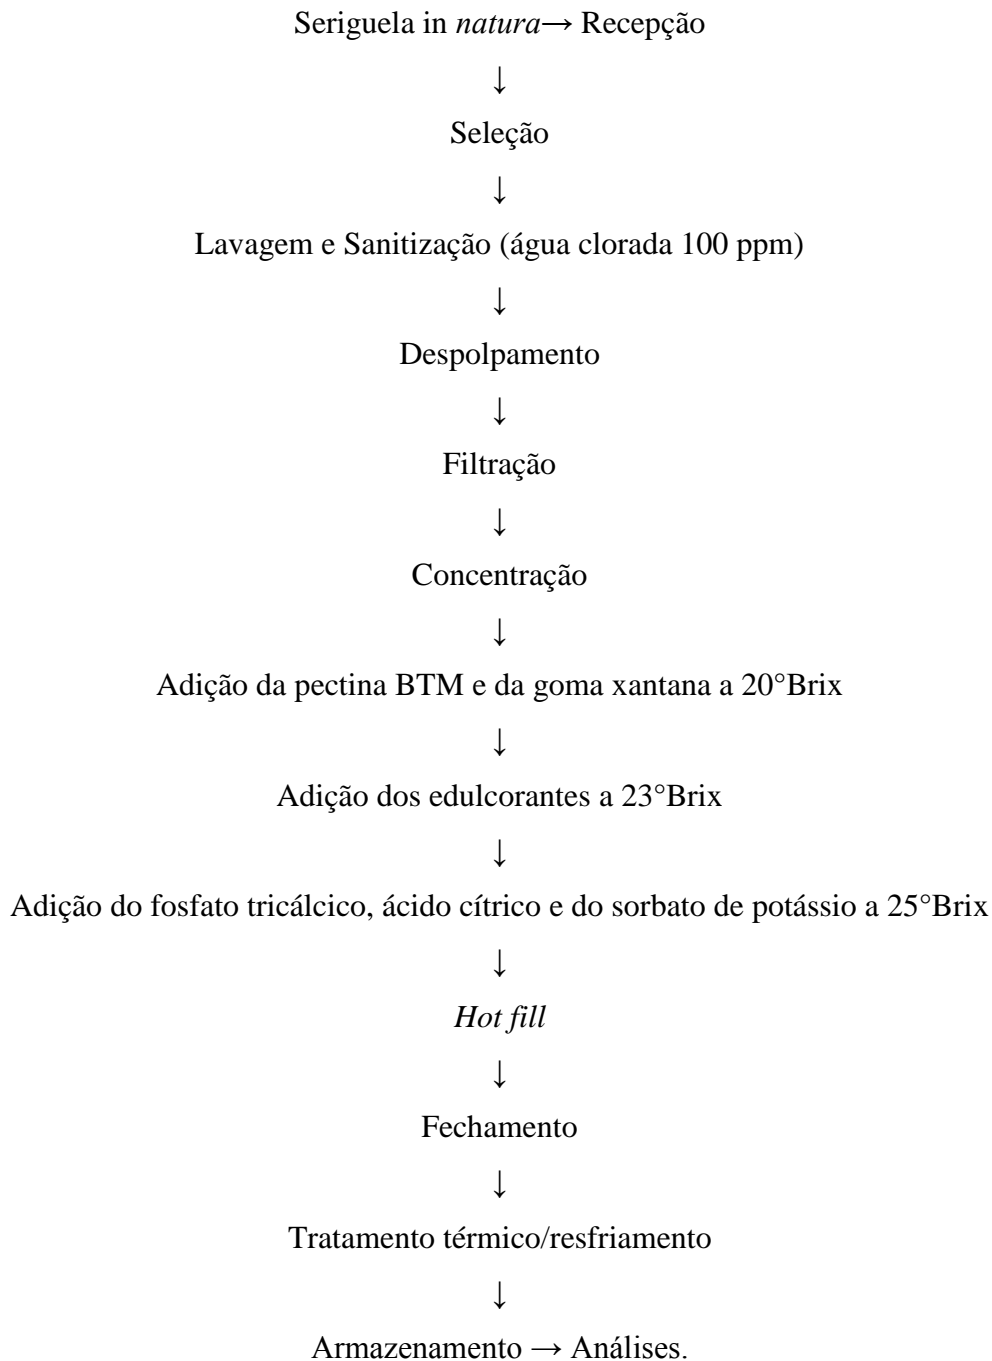 Seriguela in natura→ Recepção
↓
Seleção
↓
Lavagem e Sanitização (água clorada 100 ppm)
↓
Despolpamento
↓
Filtração
↓
Concentração
↓
Adição da pectina BTM e da goma xantana a 20°Brix
↓
Adição dos edulcorantes a 23°Brix
↓
Adição do fosfato tricálcico, ácido cítrico e do sorbato de potássio a 25°Brix
↓
Hot fill
↓
Fechamento
↓
Tratamento térmico/resfriamento
↓
Armazenamento → Análises.